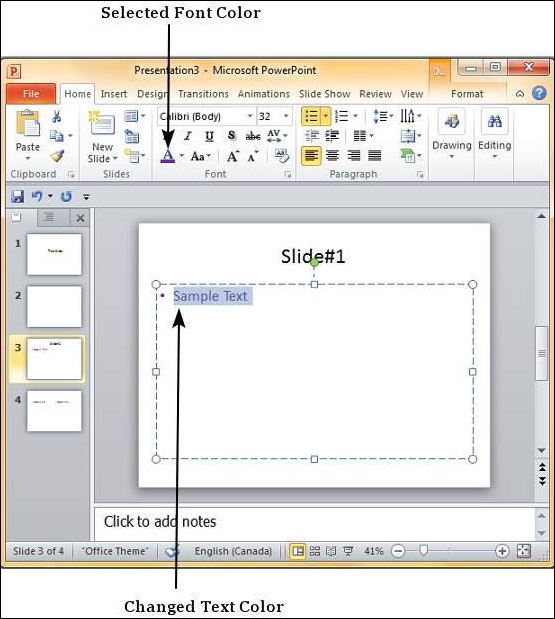 Selected Font Color
Presentation3 - Microsoft PowerPoint
D..
File Home Insert Design Transitions Animations Slide Show Review View Format
Calibri (Body) 32
Paste
New
Slide
Drawing Editing
I U S abc AV
A Aa A A
Clipboard Slides Font Paragraph
1
2
3
4
Slide#1
• Sample Text
Click to add notes
Slide 3 of 4 "Office Theme" English (Canada) 41%
Changed Text Color